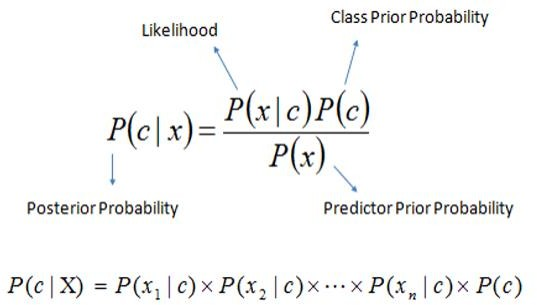 Class Prior Probability
Likelihood
P(c | x) = P(x | c)P(c) / P(x)
Posterior Probability
Predictor Prior Probability
P(c | X) = P(x₁ | c) × P(x₂ | c) × ··· × P(xₙ | c) × P(c)